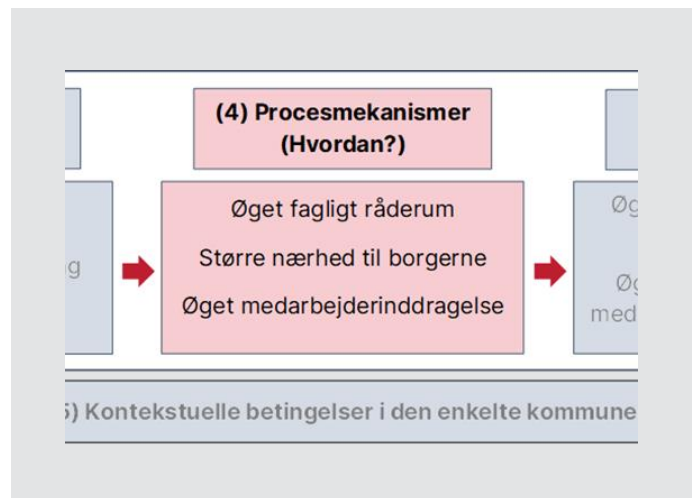 (4) Procesmekanismer
(Hvordan?)
Øget fagligt råderum
Større nærhed til borgerne
Øget medarbejderinddragelse
Kontekstuelle betingelser i den enkelte kommune